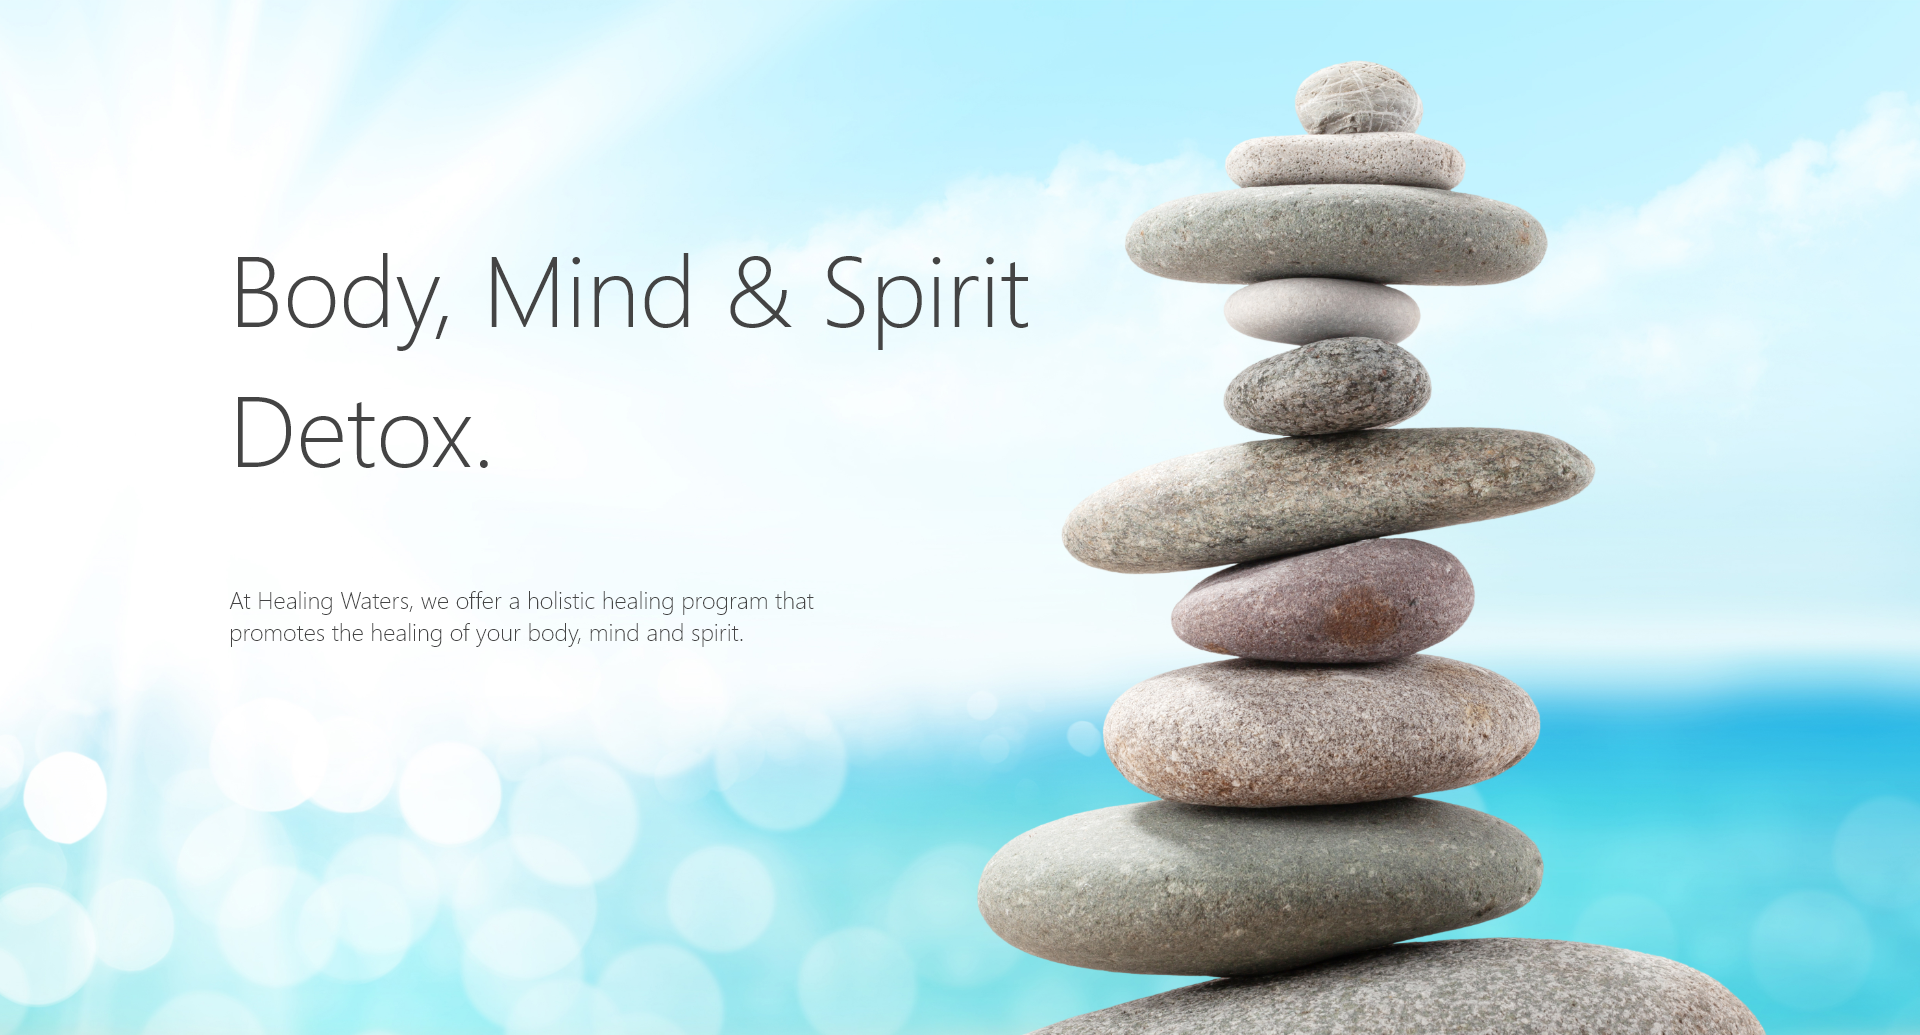 Body, Mind & Spirit
Detox.
At Healing Waters, we offer a holistic healing program that
promotes the healing of your body, mind and spirit.